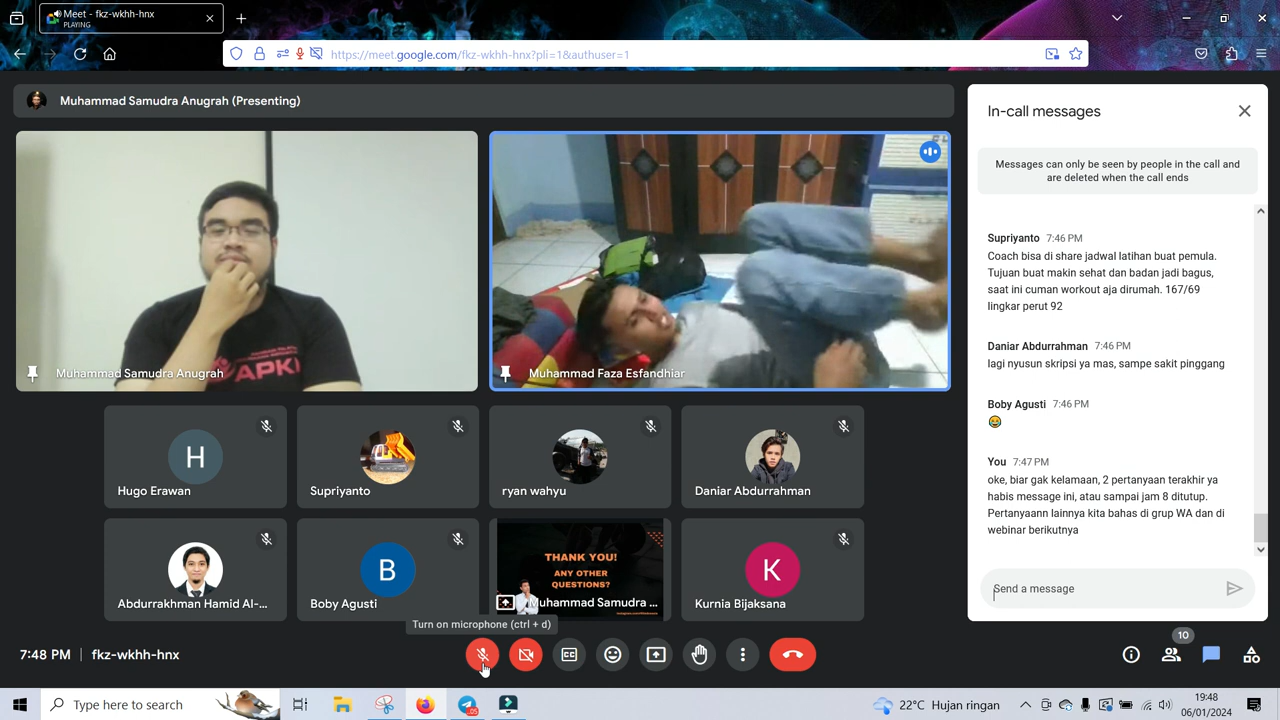 Meet - fkz-wkhh-hnx
PLAYING
https://meet.google.com/fkz-wkhh-hnx?pli=1&authuser=1
Muhammad Samudra Anugrah (Presenting)
APKI
Muhammad Samudra Anugrah
Muhammad Faza Esfandhiar
H
Hugo Erawan
Supriyanto
ryan wahyu
Daniar Abdurrahman
Abdurrakhman Hamid Al-...
B
Boby Agusti
THANK YOU!
ANY OTHER
QUESTIONS?
Muhammad Samudra ...
K
Kurnia Bijaksana
Turn on microphone (ctrl + d)
7:48 PM
fkz-wkhh-hnx
10
In-call messages
Messages can only be seen by people in the call and
are deleted when the call ends
Supriyanto 7:46 PM
Coach bisa di share jadwal latihan buat pemula.
Tujuan buat makin sehat dan badan jadi bagus,
saat ini cuman workout aja dirumah. 167/69
lingkar perut 92
Daniar Abdurrahman 7:46 PM
lagi nyusun skripsi ya mas, sampe sakit pinggang
Boby Agusti 7:46 PM
You 7:47 PM
oke, biar gak kelamaan, 2 pertanyaan terakhir ya
habis message ini, atau sampai jam 8 ditutup.
Pertanyaann lainnya kita bahas di grup WA dan di
webinar berikutnya
Send a message
Type here to search
22°C Hujan ringan
19:48
06/01/2024